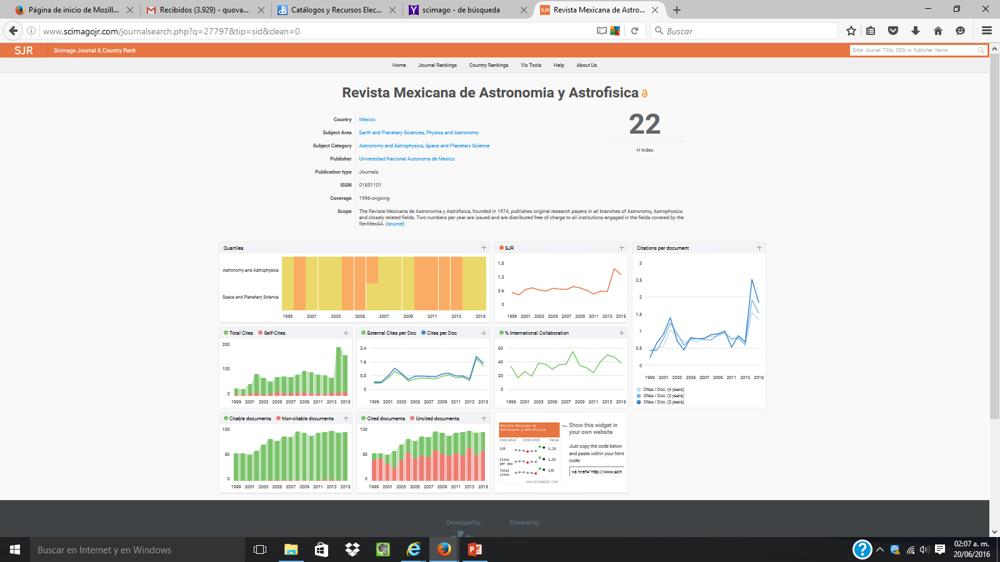 Página de inicio de Mozill...
Recibidos (3.929) - quova...
Catálogos y Recursos Elec...
scimago - de búsqueda
Revista Mexicana de Astro...
www.scimagojr.com/journalsearch.php?q=27797&tip=sid&clean=0
Buscar
SJR
Scimago Journal & Country Rank
Enter Journal Title, ISSN or Publisher Name
Home
Journal Rankings
Country Rankings
Viz Tools
Help
About Us
Revista Mexicana de Astronomia y Astrofisica
Country
Mexico
Subject Area
Earth and Planetary Sciences, Physics and Astronomy
Subject Category
Astronomy and Astrophysics, Space and Planetary Science
Publisher
Universidad Nacional Autonoma de Mexico
Publication type
Journals
ISSN
01851101
Coverage
1996-ongoing
Scope
The Revista Mexicana de Astronomia y Astrofisica, founded in 1974, publishes original research papers in all branches of Astronomy, Astrophysics
and closely related fields. Two numbers per year are issued and are distributed free of charge to all institutions engaged in the fields covered by the
RevMexAA. (source)
22
H Index
Quartiles
Astronomy and Astrophysics
Space and Planetary Science
1999 2001 2003 2005 2007 2009 2011 2013 2015
SJR
1.8
1.2
0.6
0
1999 2001 2003 2005 2007 2009 2011 2013 2015
Citations per document
3
2.5
2
1.5
1
0.5
0
1999 2001 2003 2005 2007 2009 2011 2013 2015
Cites / Doc. (4 years)
Cites / Doc. (3 years)
Cites / Doc. (2 years)
Total Cites Self-Cites
200
100
0
1999 2001 2003 2005 2007 2009 2011 2013 2015
External Cites per Doc Cites per Doc
2.4
1.6
0.8
0
1999 2001 2003 2005 2007 2009 2011 2013 2015
% International Collaboration
60
40
20
0
1999 2001 2003 2005 2007 2009 2011 2013 2015
Citable documents Non-citable documents
100
50
0
1999 2001 2003 2005 2007 2009 2011 2013 2015
Cited documents Uncited documents
100
50
0
1999 2001 2003 2005 2007 2009 2011 2013 2015
Revista Mexicana de
Astronomia y Astrofisica
Indicator 2008-2015 Value
SJR 1.29
Cites
per doc 1.83
Total
cites 139
www.scimagojr.com
Show this widget in
your own website
Just copy the code below
and paste within your html
code:
<a href="http://www.scim
Developed by:
Powered by:
Buscar en Internet y en Windows
02:07 a. m.
20/06/2016